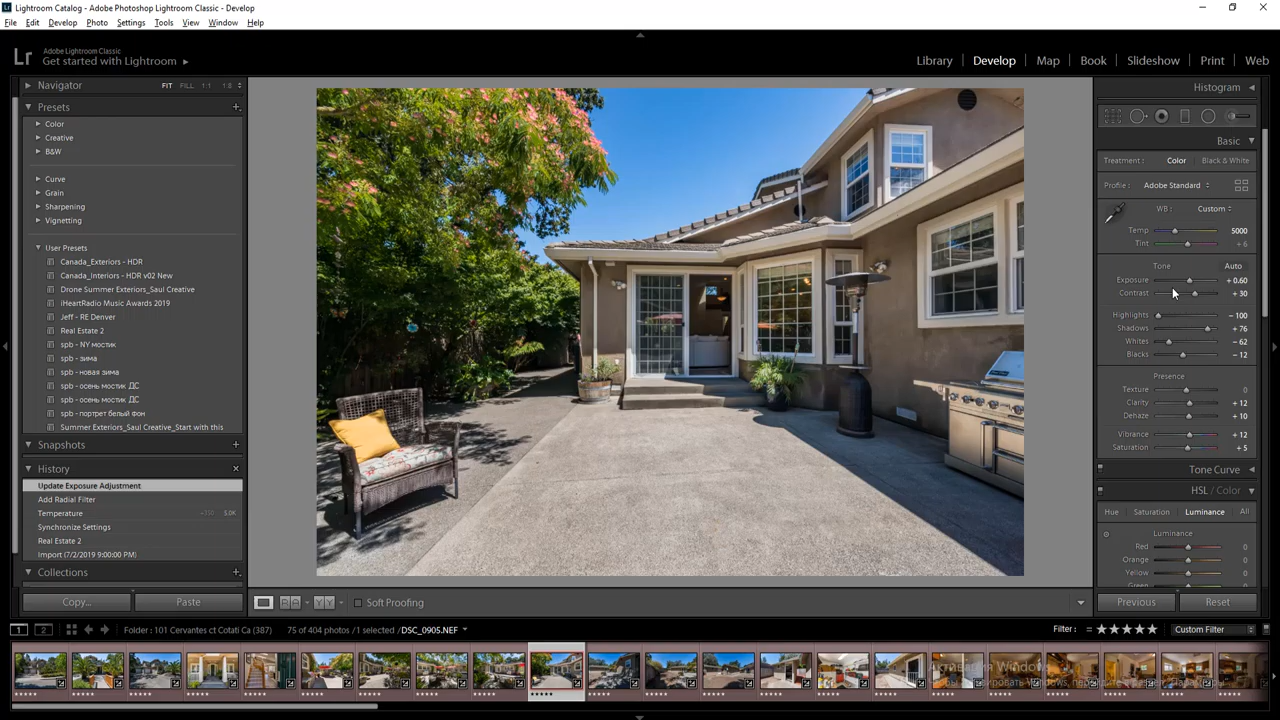 Lightroom Catalog - Adobe Photoshop Lightroom Classic - Develop
File Edit Develop Photo Settings Tools View Window Help
Adobe Lightroom Classic
Lr Get started with Lightroom
Library Develop Map Book Slideshow Print Web
Navigator FIT FILL 1:1 1:8
Presets
Color
Creative
B&W
Curve
Grain
Sharpening
Vignetting
User Presets
Canada_Exteriors - HDR
Canada_Interiors - HDR v02 New
Drone Summer Exteriors_Saul Creative
iHeartRadio Music Awards 2019
Jeff - RE Denver
Real Estate 2
spb - NY мостик
spb - зима
spb - новая зима
spb - осень мостик ДС
spb - осень мостик ДС
spb - портрет белый фон
Summer Exteriors_Saul Creative_Start with this
Snapshots
History
Update Exposure Adjustment
Add Radial Filter
Temperature 5.0K
Synchronize Settings
Real Estate 2
Import (7/2/2019 9:00:00 PM)
Collections
Copy... Paste
Soft Proofing
Histogram
Basic
Treatment : Color Black & White
Profile : Adobe Standard
WB : Custom
Temp 5000
Tint + 6
Tone Auto
Exposure + 0.60
Contrast + 30
Highlights − 100
Shadows + 76
Whites − 62
Blacks − 12
Presence
Texture 0
Clarity + 12
Dehaze + 10
Vibrance + 12
Saturation + 5
Tone Curve
HSL / Color
Hue Saturation Luminance All
Luminance
Red 0
Orange 0
Yellow 0
Green 0
Previous Reset
1 2 Folder : 101 Cervantes ct Cotati Ca (387) 75 of 404 photos / 1 selected / DSC_0905.NEF Filter : Custom Filter
Активация Windows